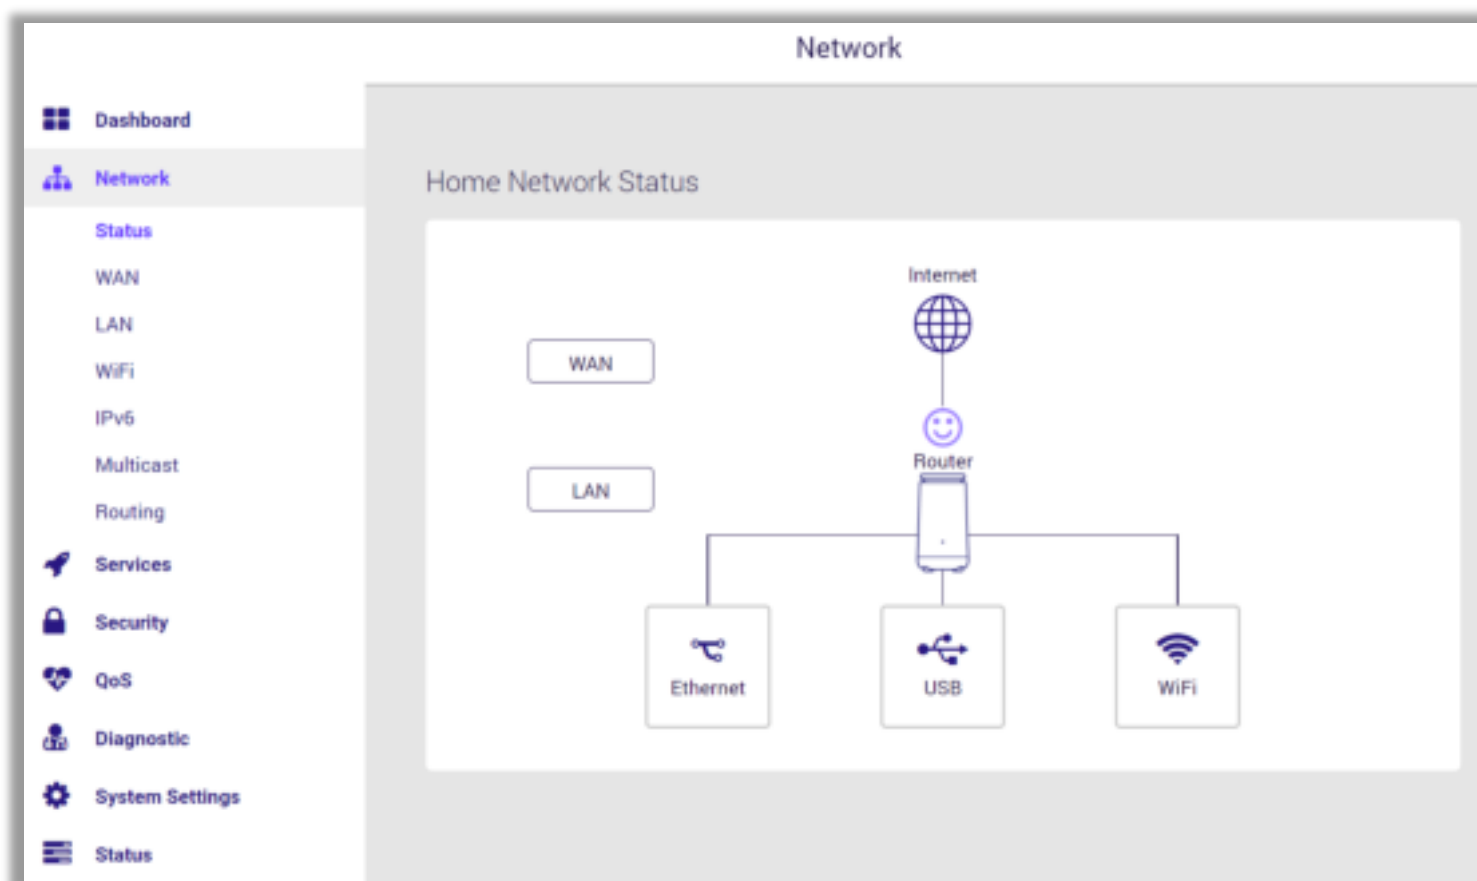 Network
Dashboard
Network
Status
WAN
LAN
WiFi
IPv6
Multicast
Routing
Services
Security
QoS
Diagnostic
System Settings
Status
Home Network Status
Internet
WAN
Router
LAN
Ethernet
USB
WiFi